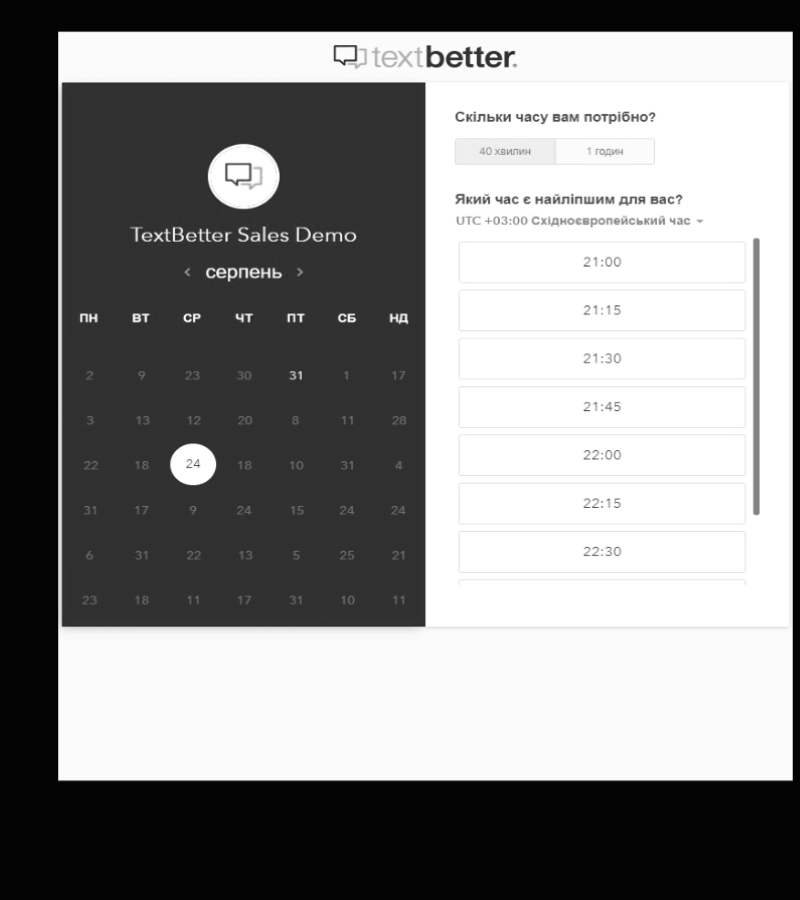 textbetter.
TextBetter Sales Demo
< серпень >
ПН ВТ СР ЧТ ПТ СБ НД
2 9 23 30 31 1 17
3 13 12 20 8 11 28
22 18 24 18 10 31 4
31 17 9 24 15 24 24
6 31 22 13 5 25 21
23 18 11 17 31 10 11
Скільки часу вам потрібно?
40 хвилин 1 годин
Який час є найліпшим для вас?
UTC +03:00 Східноєвропейський час
21:00
21:15
21:30
21:45
22:00
22:15
22:30